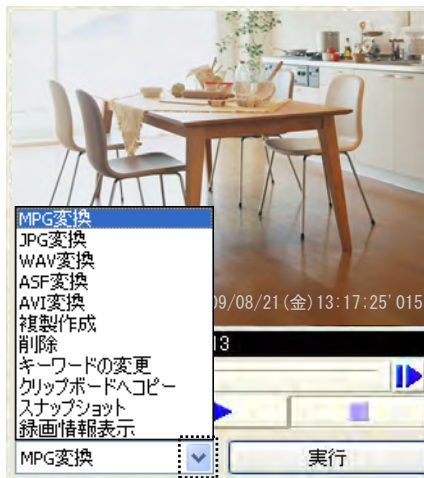 MPG変換
JPG変換
WAV変換
ASF変換
AVI変換
09/08/21(金)13:17:25'015
複製作成
削除
13
キーワードの変更
クリップボードへコピー
スナップショット
録画情報表示
MPG変換
実行